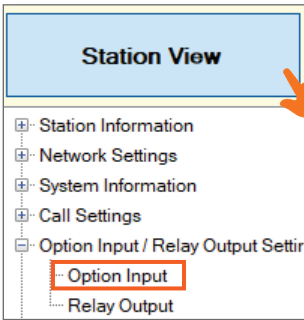 Station View
Station Information
Network Settings
System Information
Call Settings
Option Input / Relay Output Settin
Option Input
Relay Output